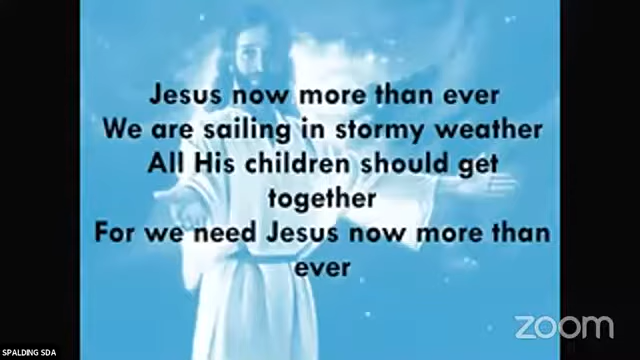 Jesus now more than ever
We are sailing in stormy weather
All His children should get
together
For we need Jesus now more than
ever
zoom
SPALDING SDA